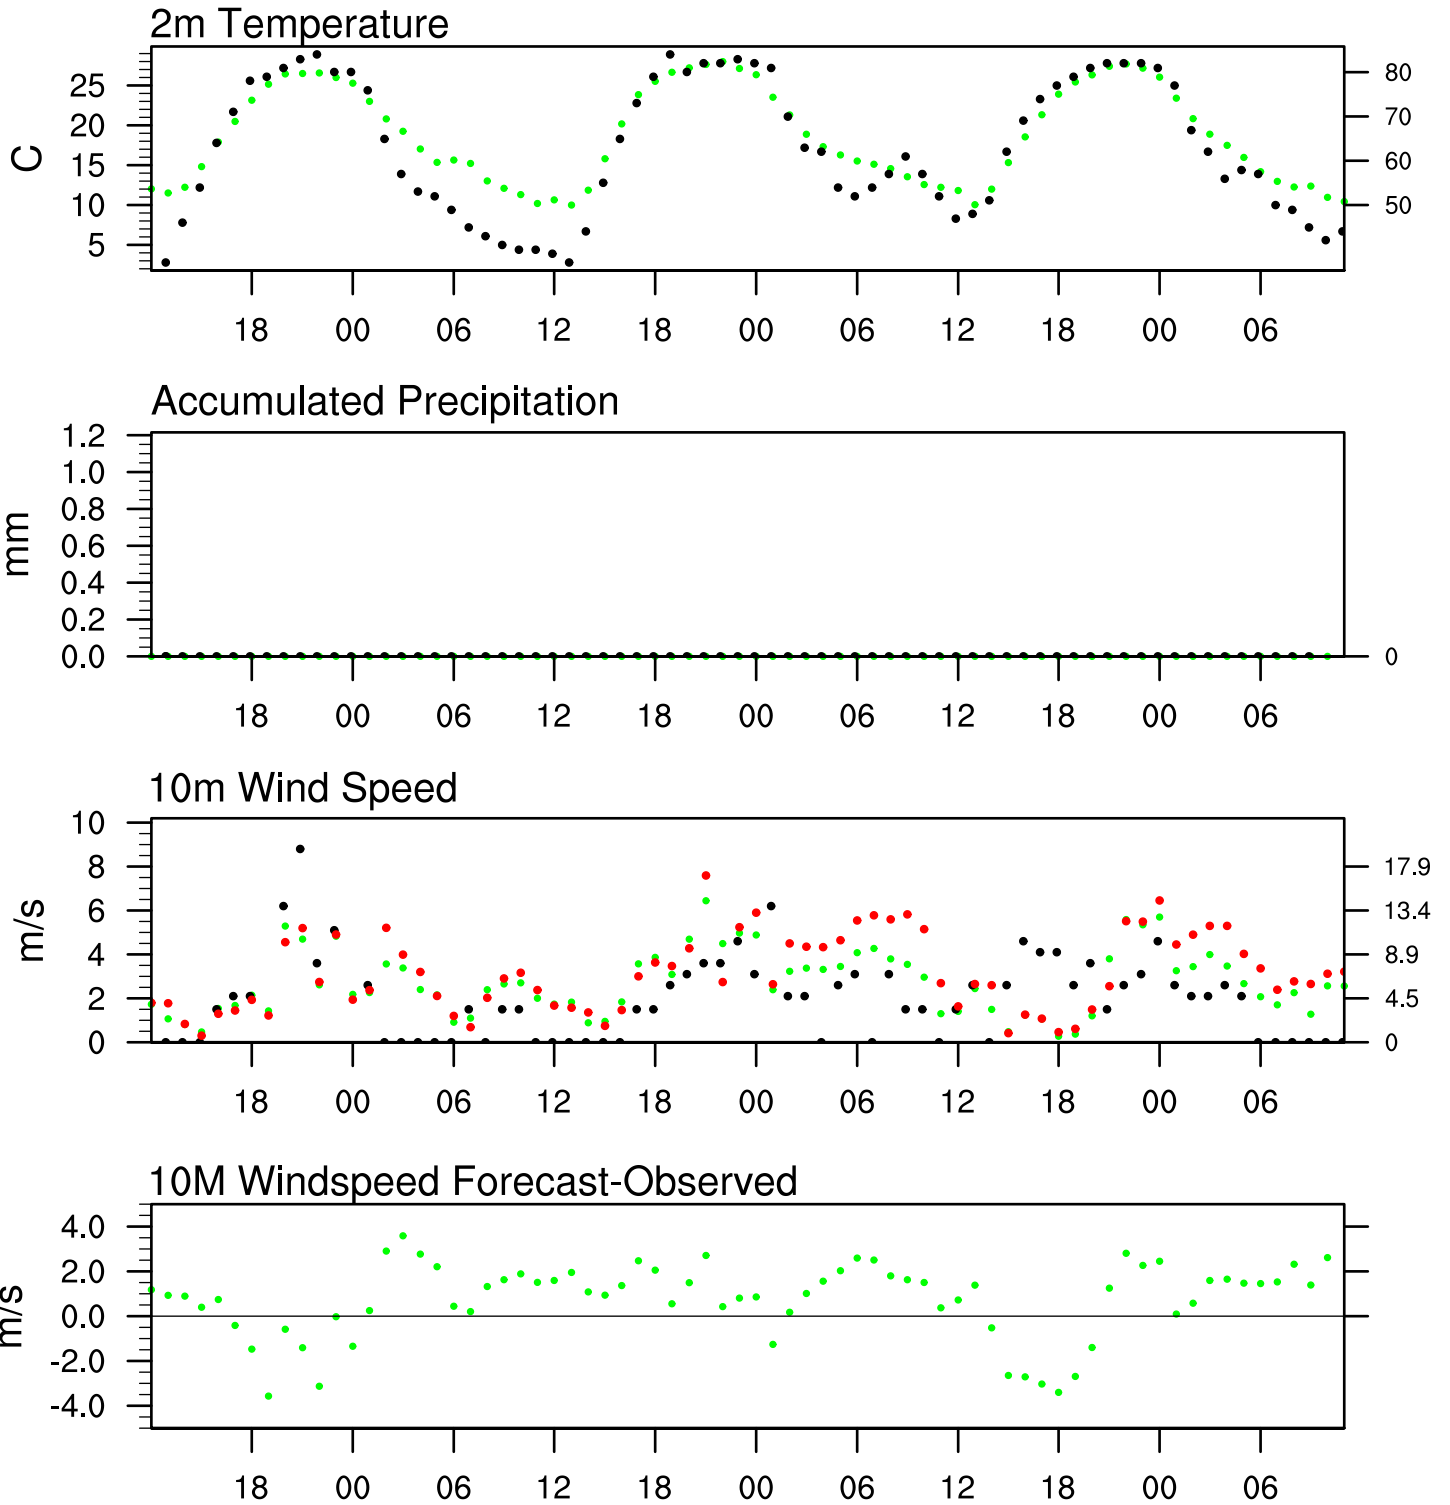 2m Temperature
25
20
15
10
5
C
80
70
60
50
18 00 06 12 18 00 06 12 18 00 06
Accumulated Precipitation
1.2
1.0
0.8
0.6
0.4
0.2
0.0
mm
0
18 00 06 12 18 00 06 12 18 00 06
10m Wind Speed
10
8
6
4
2
0
m/s
17.9
13.4
8.9
4.5
0
18 00 06 12 18 00 06 12 18 00 06
10M Windspeed Forecast-Observed
4.0
2.0
0.0
-2.0
-4.0
m/s
18 00 06 12 18 00 06 12 18 00 06